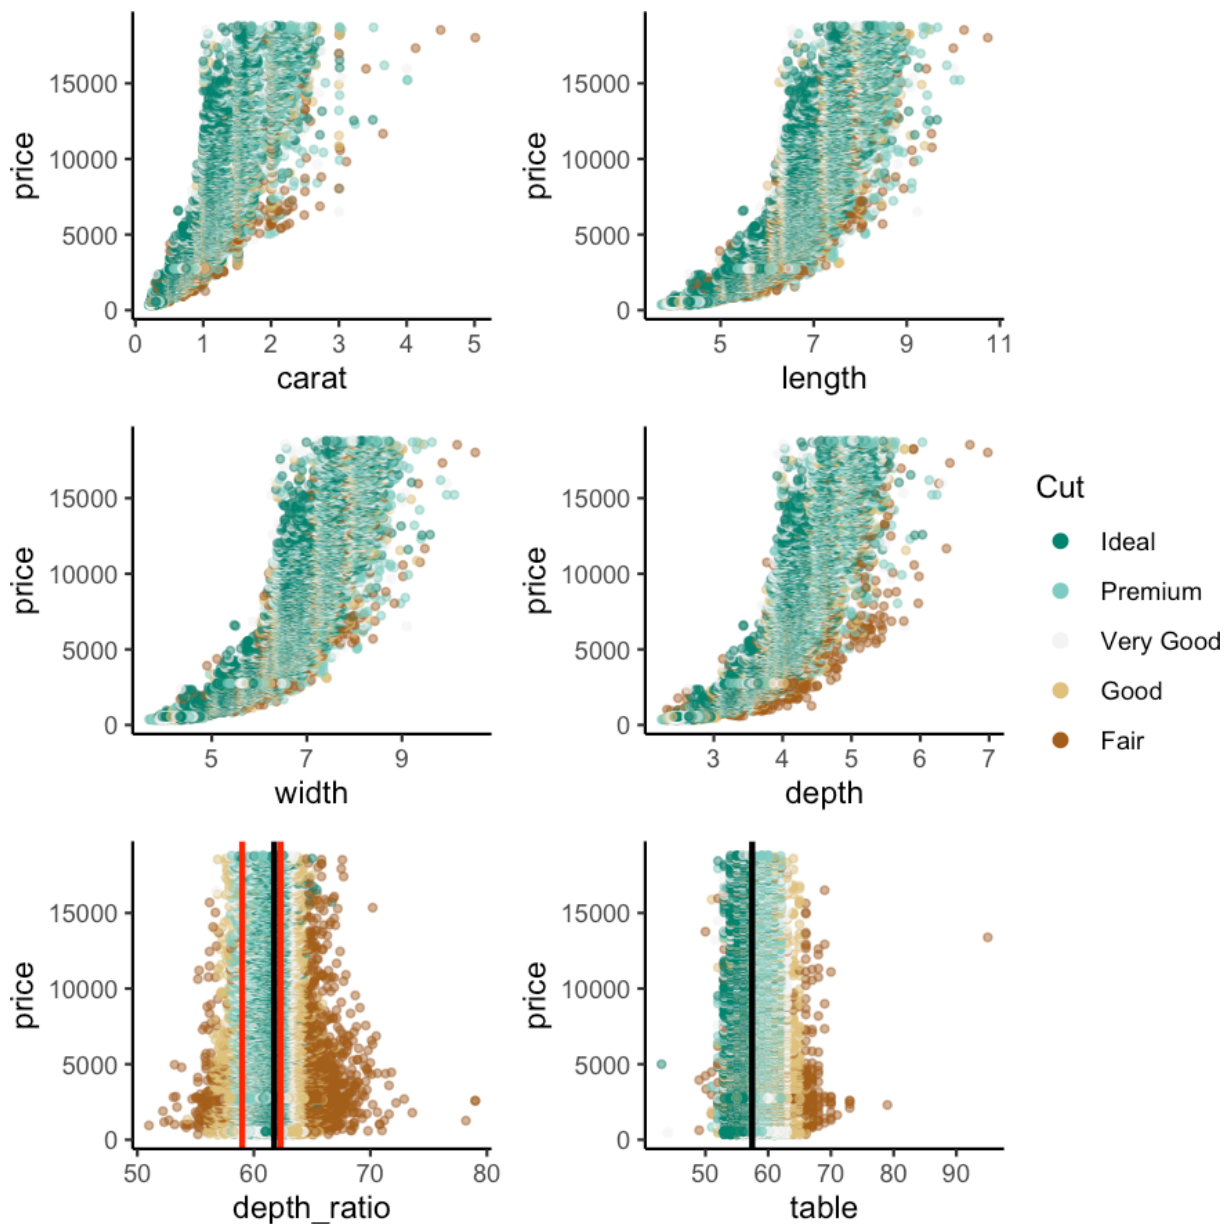 price
15000
10000
5000
0
0 1 2 3 4 5
carat
price
15000
10000
5000
0
5 7 9 11
length
price
15000
10000
5000
0
5 7 9
width
price
15000
10000
5000
0
3 4 5 6 7
depth
Cut
Ideal
Premium
Very Good
Good
Fair
price
15000
10000
5000
0
50 60 70 80
depth_ratio
price
15000
10000
5000
0
50 60 70 80 90
table